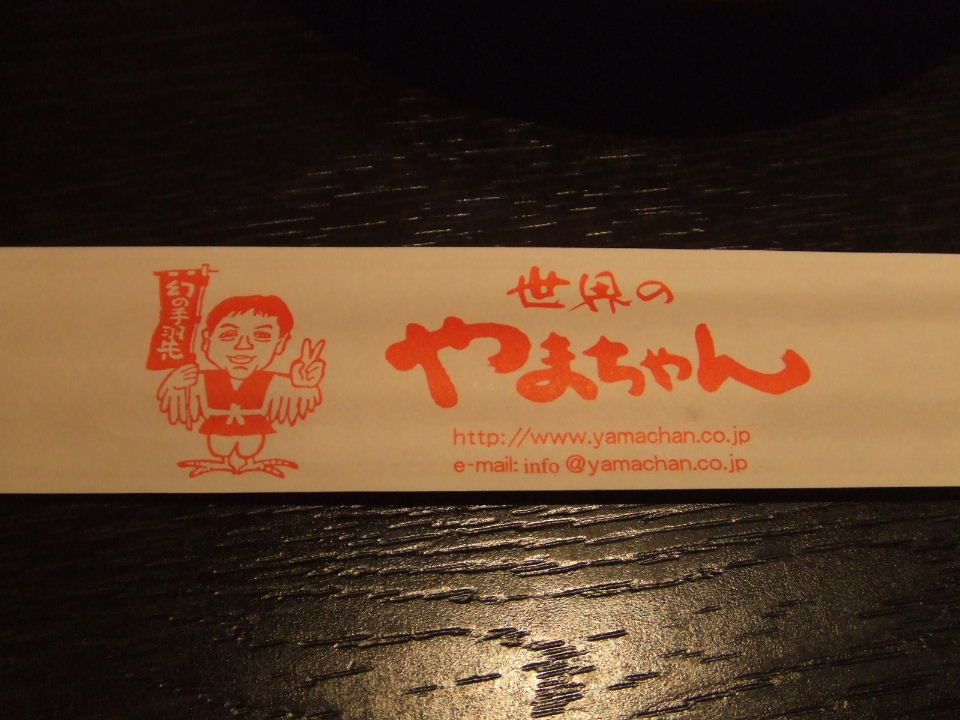 幻の手羽先
世界の
やまちゃん
http://www.yamachan.co.jp
e-mail: info @yamachan.co.jp